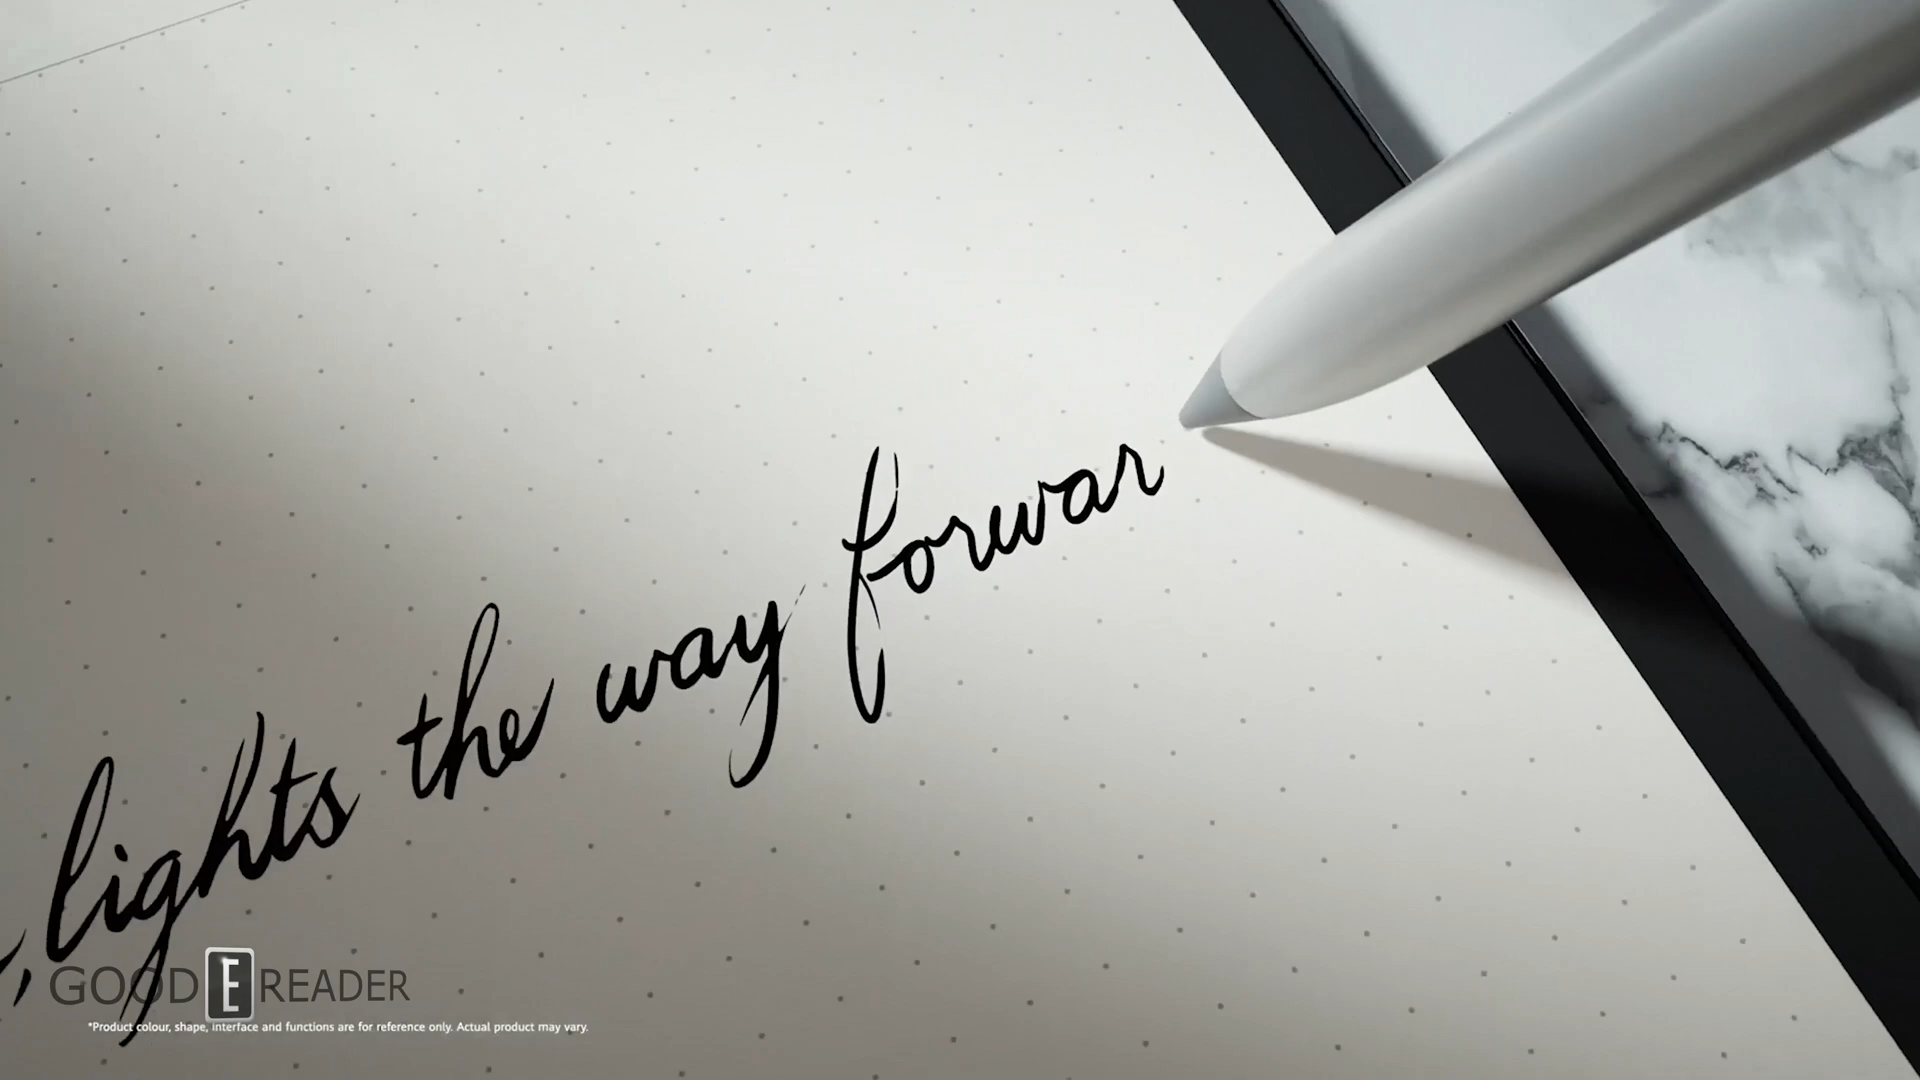 , lights the way forwar
GOOD E READER
*Product colour, shape, interface and functions are for reference only. Actual product may vary.